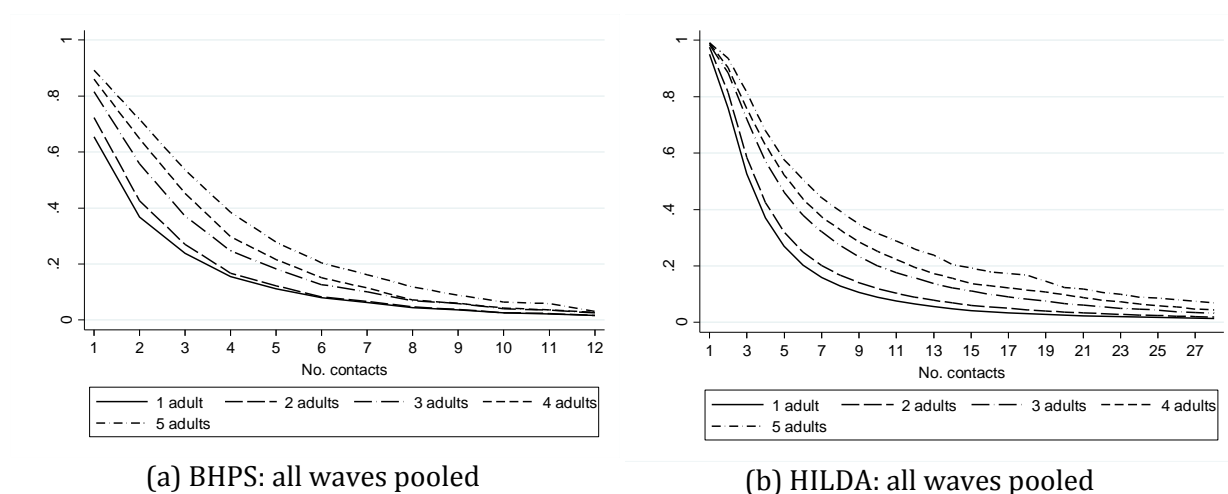 1
.8
.6
.4
.2
0
1 2 3 4 5 6 7 8 9 10 11 12
No. contacts
1 adult 2 adults 3 adults 4 adults
5 adults
(a) BHPS: all waves pooled
1
.8
.6
.4
.2
0
1 3 5 7 9 11 13 15 17 19 21 23 25 27
No. contacts
1 adult 2 adults 3 adults 4 adults
5 adults
(b) HILDA: all waves pooled